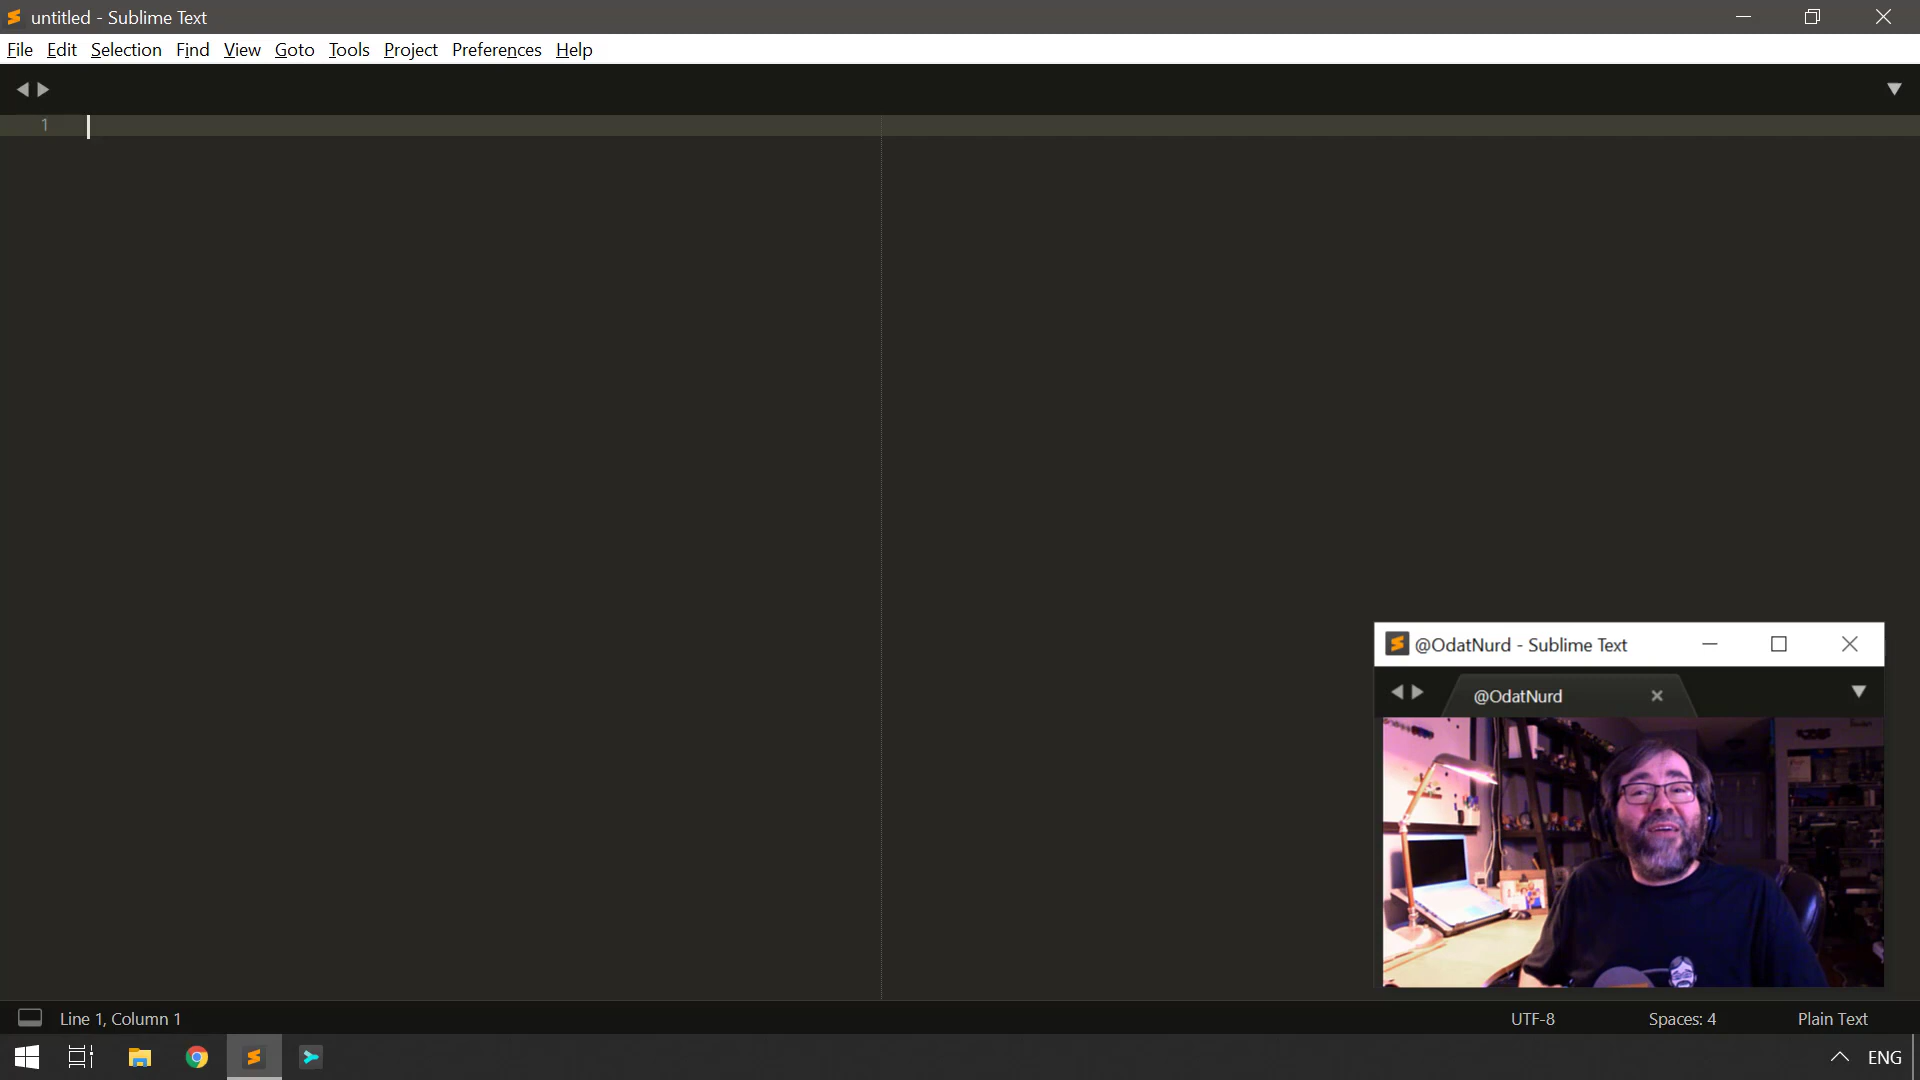 untitled - Sublime Text
File Edit Selection Find View Goto Tools Project Preferences Help
1
@OdatNurd - Sublime Text
@OdatNurd
Line 1, Column 1
UTF-8
Spaces: 4
Plain Text
ENG